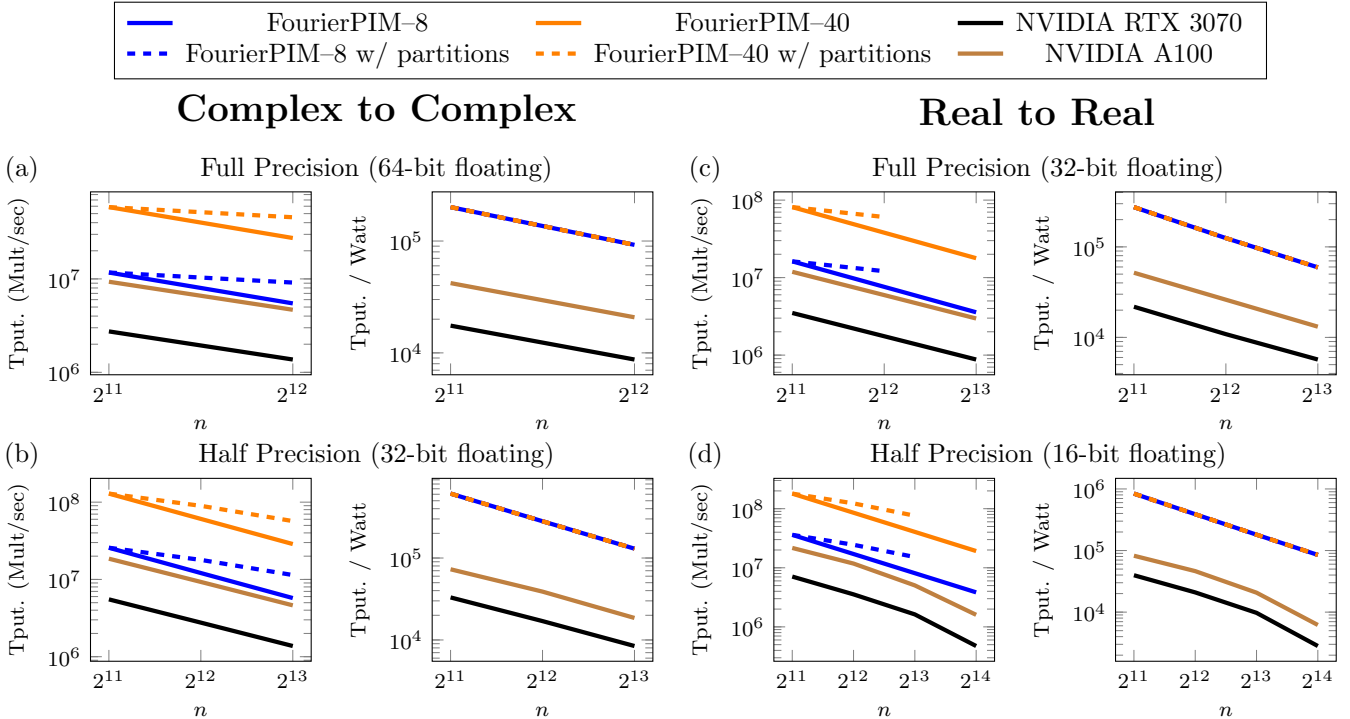 FourierPIM–8 FourierPIM–40 NVIDIA RTX 3070
FourierPIM–8 w/ partitions FourierPIM–40 w/ partitions NVIDIA A100
Complex to Complex
Real to Real
(a) Full Precision (64-bit floating)
Tput. (Mult/sec)
10^7
10^6
2^11 2^12
n
Tput. / Watt
10^5
10^4
2^11 2^12
n
(c) Full Precision (32-bit floating)
Tput. (Mult/sec)
10^8
10^7
10^6
2^11 2^12 2^13
n
Tput. / Watt
10^5
10^4
2^11 2^12 2^13
n
(b) Half Precision (32-bit floating)
Tput. (Mult/sec)
10^8
10^7
10^6
2^11 2^12 2^13
n
Tput. / Watt
10^5
10^4
2^11 2^12 2^13
n
(d) Half Precision (16-bit floating)
Tput. (Mult/sec)
10^8
10^7
10^6
2^11 2^12 2^13 2^14
n
Tput. / Watt
10^6
10^5
10^4
2^11 2^12 2^13 2^14
n